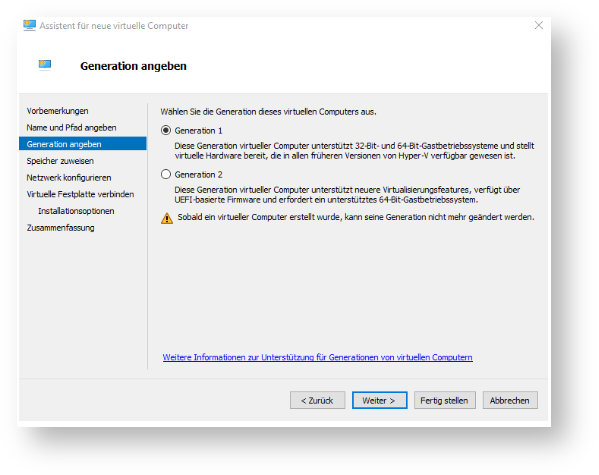 Assistent für neue virtuelle Computer
Generation angeben
Vorbemerkungen
Name und Pfad angeben
Generation angeben
Speicher zuweisen
Netzwerk konfigurieren
Virtuelle Festplatte verbinden
Installationsoptionen
Zusammenfassung
Wählen Sie die Generation dieses virtuellen Computers aus.
Generation 1
Diese Generation virtueller Computer unterstützt 32-Bit- und 64-Bit-Gastbetriebssysteme und stellt
virtuelle Hardware bereit, die in allen früheren Versionen von Hyper-V verfügbar gewesen ist.
Generation 2
Diese Generation virtueller Computer unterstützt neuere Virtualisierungsfeatures, verfügt über
UEFI-basierte Firmware und erfordert ein unterstütztes 64-Bit-Gastbetriebssystem.
Sobald ein virtueller Computer erstellt wurde, kann seine Generation nicht mehr geändert werden.
Weitere Informationen zur Unterstützung für Generationen von virtuellen Computern
< Zurück
Weiter >
Fertig stellen
Abbrechen